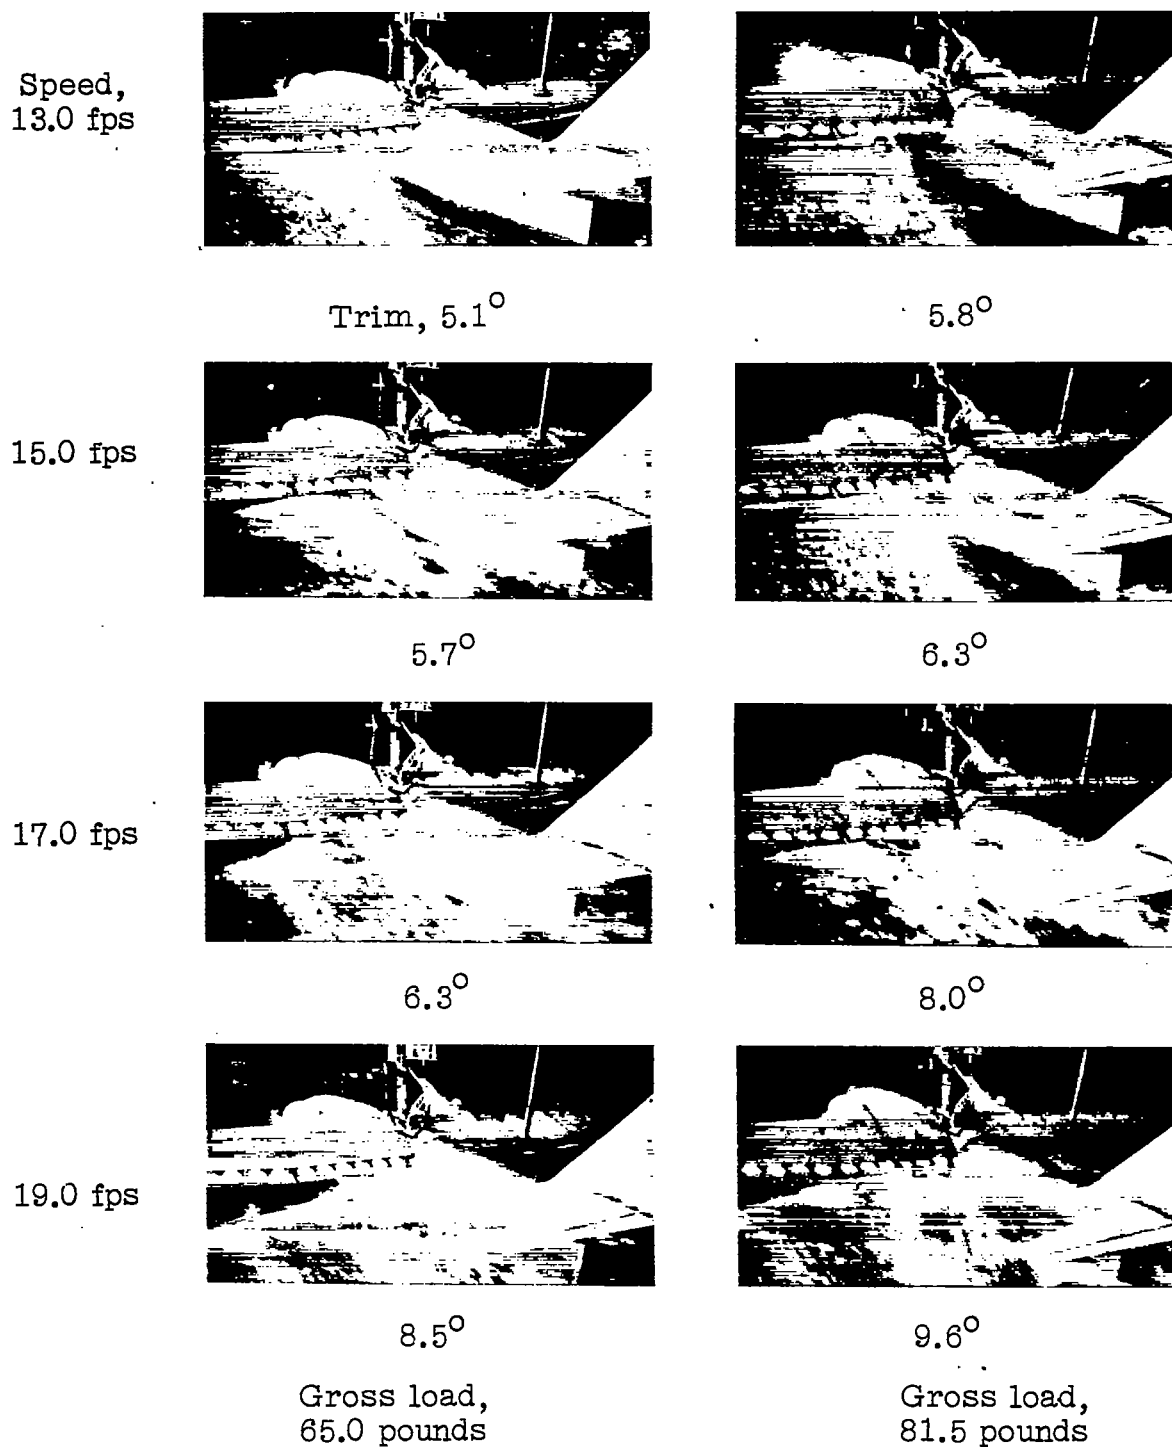 Speed,
13.0 fps
Trim, 5.1°
5.8°
15.0 fps
5.7°
6.3°
17.0 fps
6.3°
8.0°
19.0 fps
8.5°
9.6°
Gross load,
65.0 pounds
Gross load,
81.5 pounds